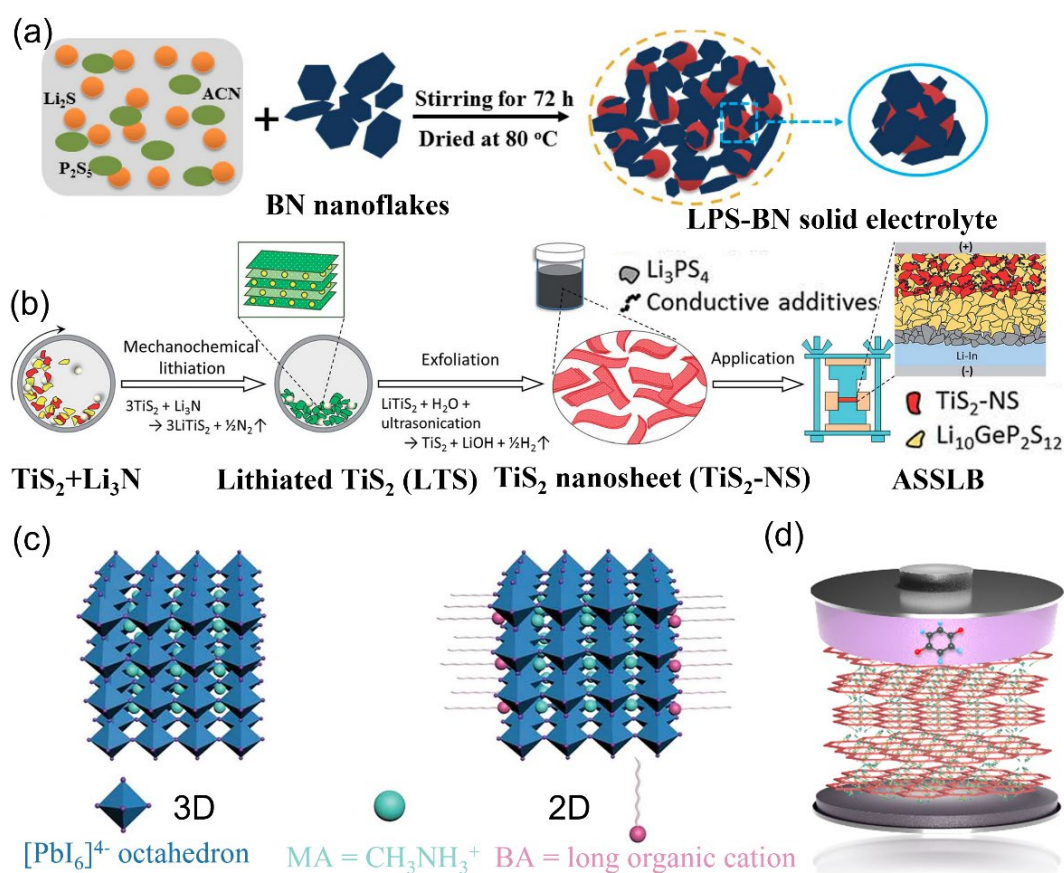 (a)
Li₂S
ACN
P₂S₅
+
BN nanoflakes
Stirring for 72 h
Dried at 80 °C
LPS-BN solid electrolyte
(b)
TiS₂+Li₃N
Mechanochemical
lithiation
3TiS₂ + Li₃N
→ 3LiTiS₂ + ½N₂↑
Lithiated TiS₂ (LTS)
Exfoliation
LiTiS₂ + H₂O +
ultrasonication
→ TiS₂ + LiOH + ½H₂↑
Li₃PS₄
Conductive additives
TiS₂ nanosheet (TiS₂-NS)
Application
ASSLB
(+)
Li-In
(-)
TiS₂-NS
Li₁₀GeP₂S₁₂
(c)
3D
2D
[PbI₆]⁴⁻ octahedron
MA = CH₃NH₃⁺
BA = long organic cation
(d)